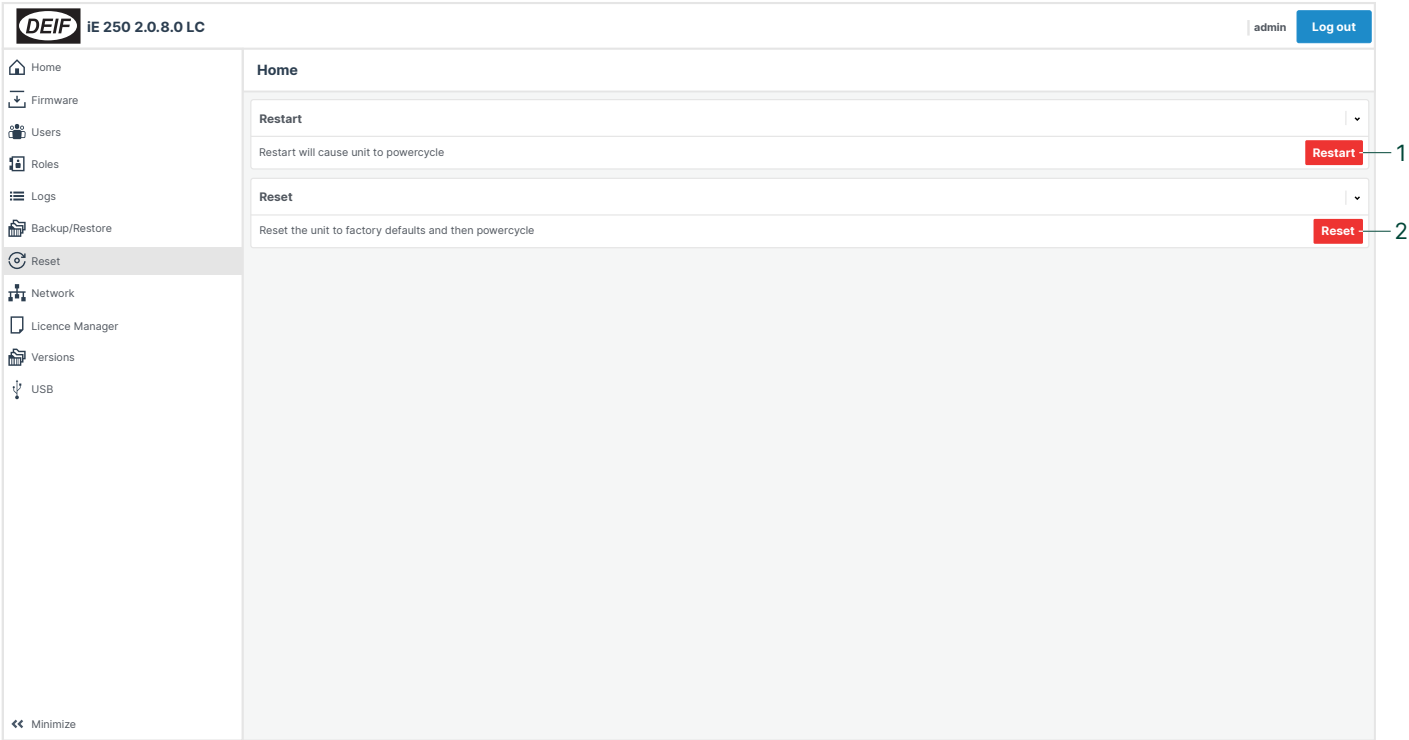 DEIF iE 250 2.0.8.0 LC
admin
Log out
Home
Firmware
Users
Roles
Logs
Backup/Restore
Reset
Network
Licence Manager
Versions
USB
Minimize
Home
Restart
Restart will cause unit to powercycle
Restart
1
Reset
Reset the unit to factory defaults and then powercycle
Reset
2